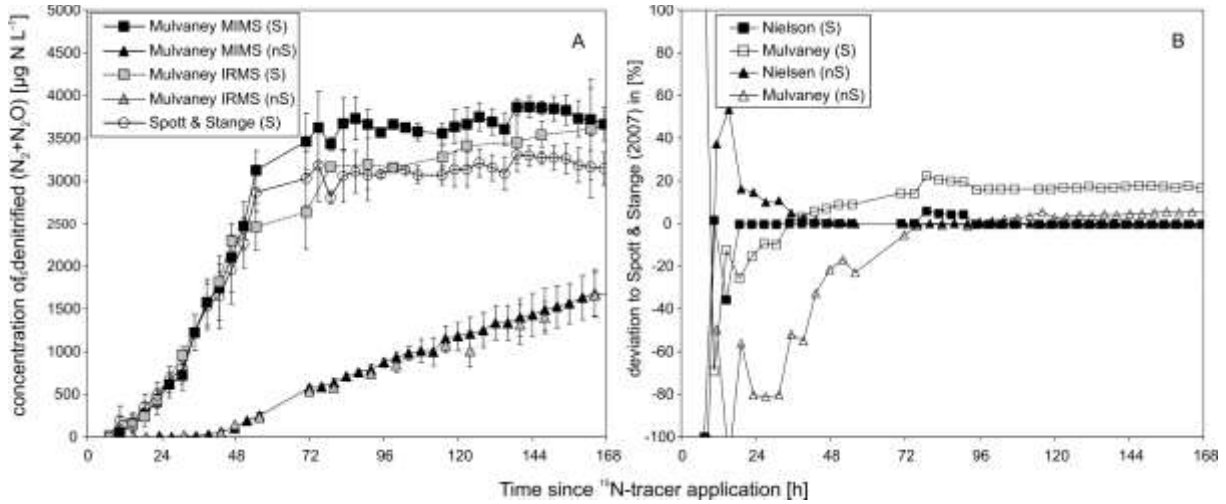 concentration of denitrified (N₂+N₂O) [µg N L⁻¹]
5000
4500
4000
3500
3000
2500
2000
1500
1000
500
0
Mulvaney MIMS (S)
Mulvaney MIMS (nS)
Mulvaney IRMS (S)
Mulvaney IRMS (nS)
Spott & Stange (S)
A
0 24 48 72 96 120 144 168
deviation to Spott & Stange (2007) in [%]
100
80
60
40
20
0
-20
-40
-60
-80
-100
Nielson (S)
Mulvaney (S)
Nielsen (nS)
Mulvaney (nS)
B
0 24 48 72 96 120 144 168
Time since ¹⁵N-tracer application [h]